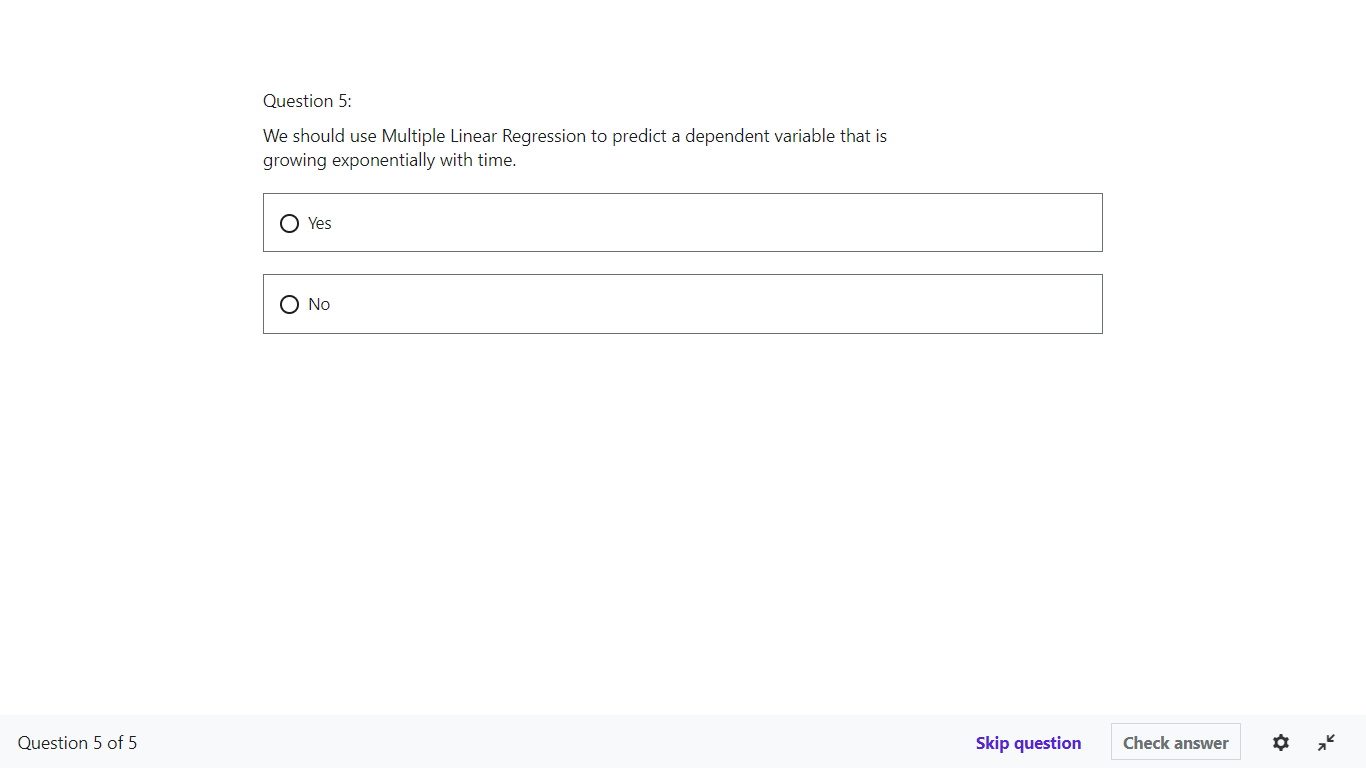 Question 5:
We should use Multiple Linear Regression to predict a dependent variable that is
growing exponentially with time.
Yes
No
Question 5 of 5
Skip question
Check answer